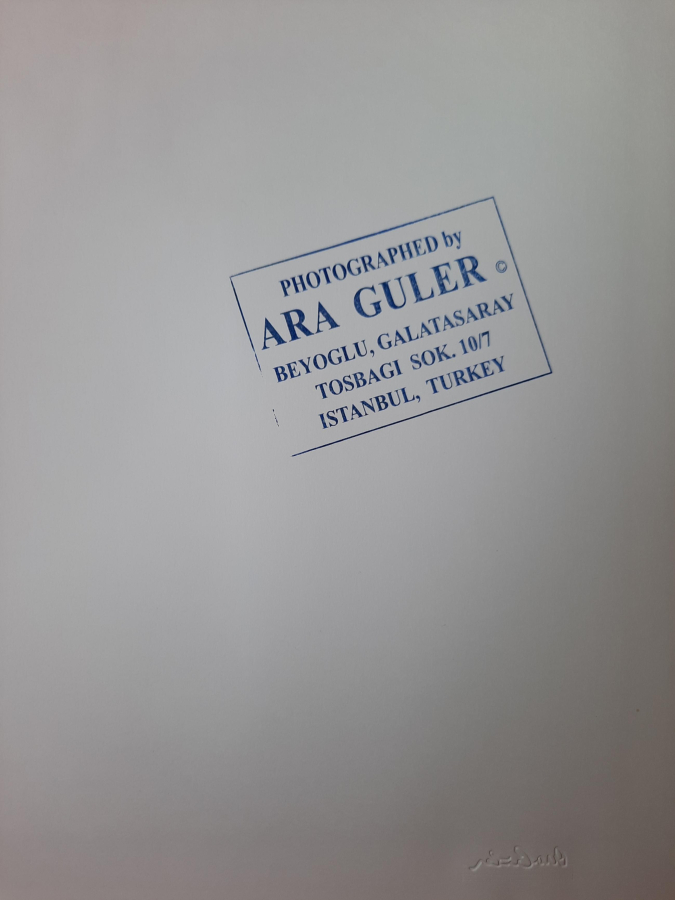 PHOTOGRAPHED by
ARA GULER ©
BEYOGLU, GALATASARAY
TOSBAGI SOK. 10/7
ISTANBUL, TURKEY